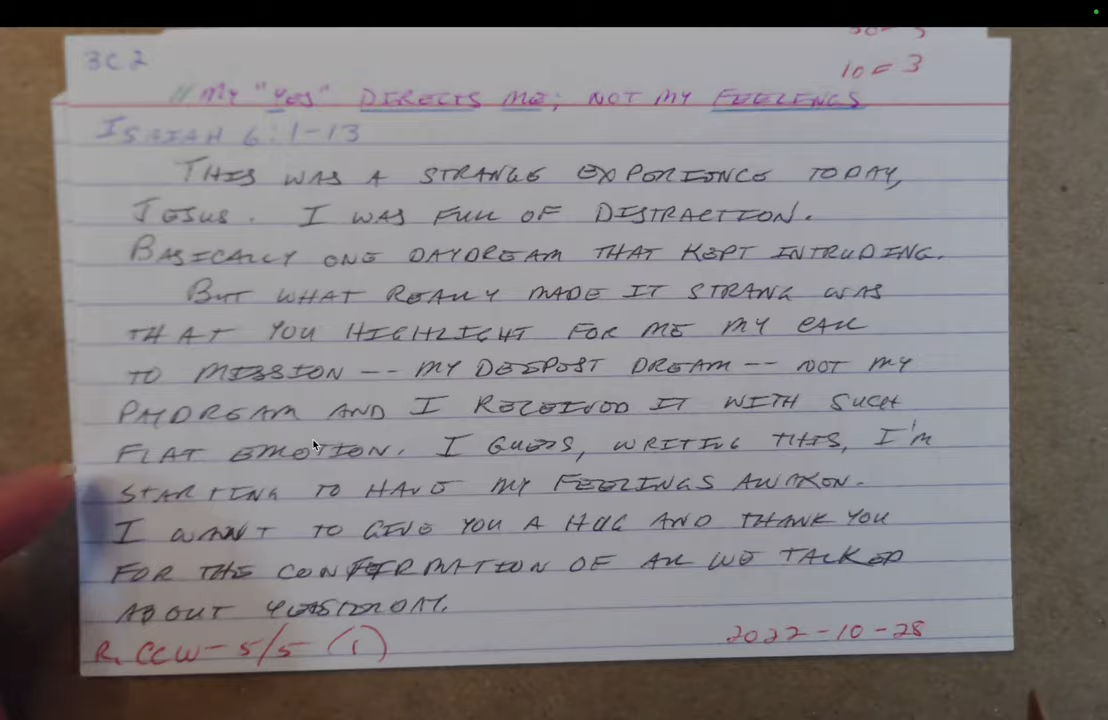 10 = 3
3C2
"My "Yes" DIRECTS ME; NOT MY FEELINGS
ISAIAH 6:1-13
THIS WAS A STRANGE EXPERIENCE TODAY,
JESUS. I WAS FULL OF DISTRACTION.
BASICALLY ONE DAYDREAM THAT KEPT INTRUDING.
BUT WHAT REALLY MADE IT STRANG WAS
THAT YOU HIGHLIGHT FOR ME MY CALL
TO MISSION -- MY DEEPEST DREAM -- NOT MY
DAYDREAM AND I RECEIVED IT WITH SUCH
FLAT EMOTION. I GUESS, WRITING THIS, I'M
STARTING TO HAVE MY FEELINGS AWAKEN.
I WANT TO GIVE YOU A HUG AND THANK YOU
FOR THE CONFIRMATION OF ALL WE TALKED
ABOUT YESTERDAY.
R. CCW - 5/5 (1)
2022-10-28